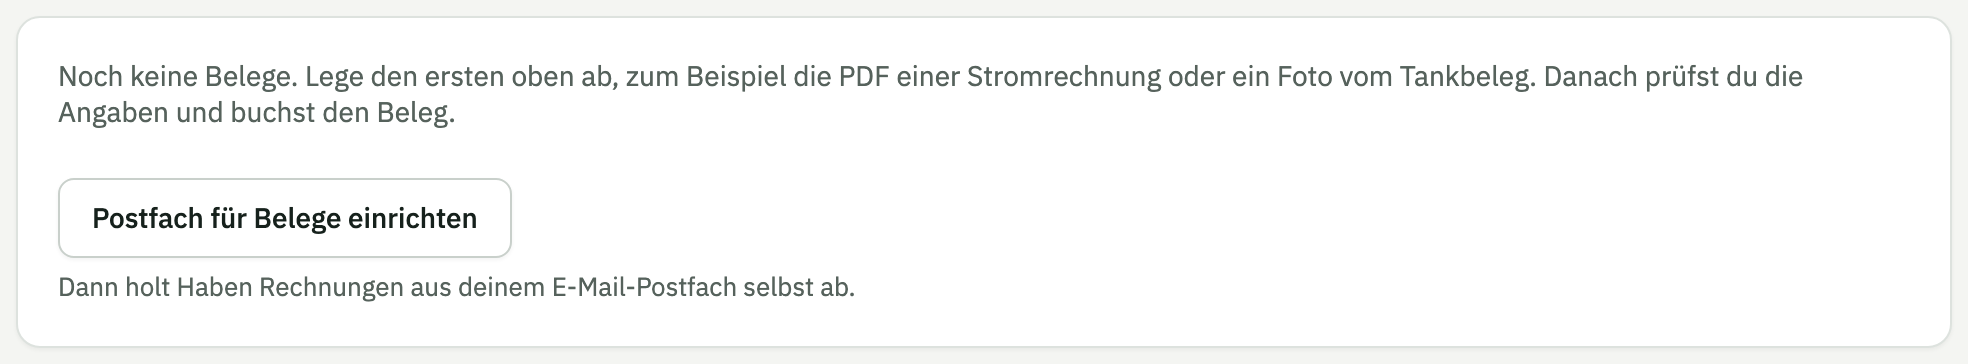 Noch keine Belege. Lege den ersten oben ab, zum Beispiel die PDF einer Stromrechnung oder ein Foto vom Tankbeleg. Danach prüfst du die
Angaben und buchst den Beleg.
Postfach für Belege einrichten
Dann holt Haben Rechnungen aus deinem E-Mail-Postfach selbst ab.